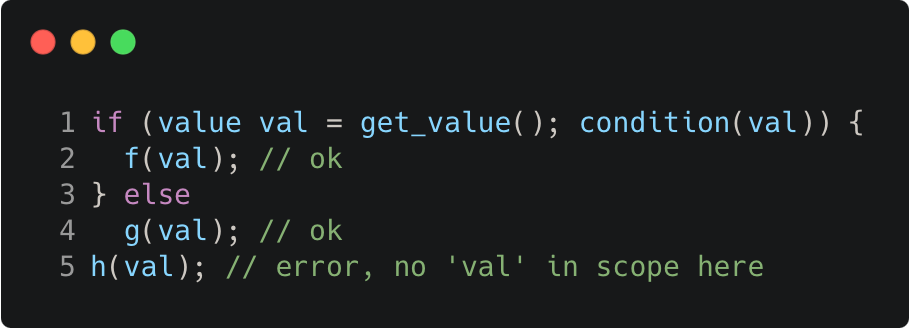 1 if (value val = get_value(); condition(val)) {
2   f(val); // ok
3 } else
4   g(val); // ok
5 h(val); // error, no 'val' in scope here